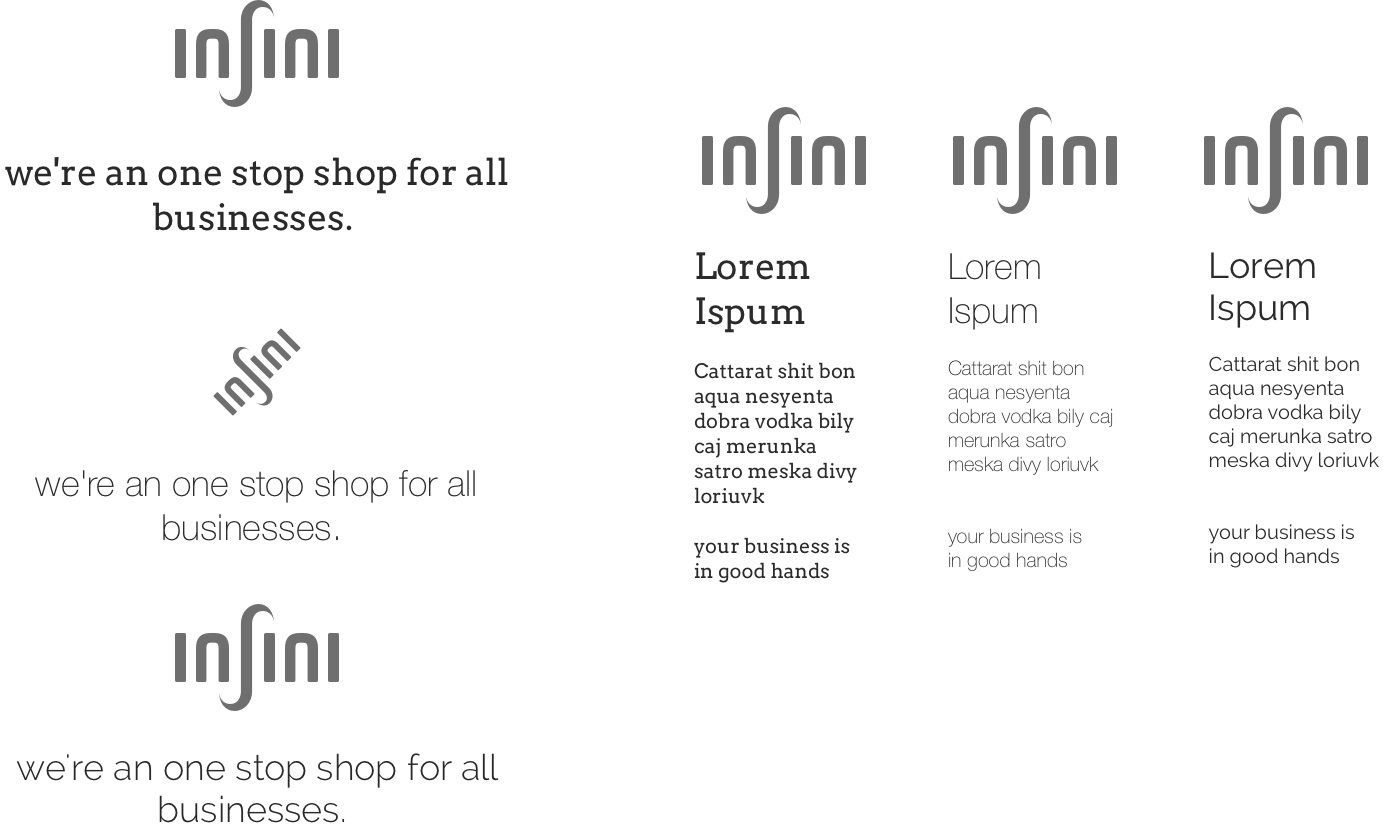 infini
we're an one stop shop for all
businesses.
infini
we're an one stop shop for all
businesses.
infini
we're an one stop shop for all
businesses.
infini
Lorem
Ispum
Cattarat shit bon
aqua nesyenta
dobra vodka bily
caj merunka
satro meska divy
loriuvk
your business is
in good hands
infini
Lorem
Ispum
Cattarat shit bon
aqua nesyenta
dobra vodka bily caj
merunka satro
meska divy loriuvk
your business is
in good hands
infini
Lorem
Ispum
Cattarat shit bon
aqua nesyenta
dobra vodka bily
caj merunka satro
meska divy loriuvk
your business is
in good hands